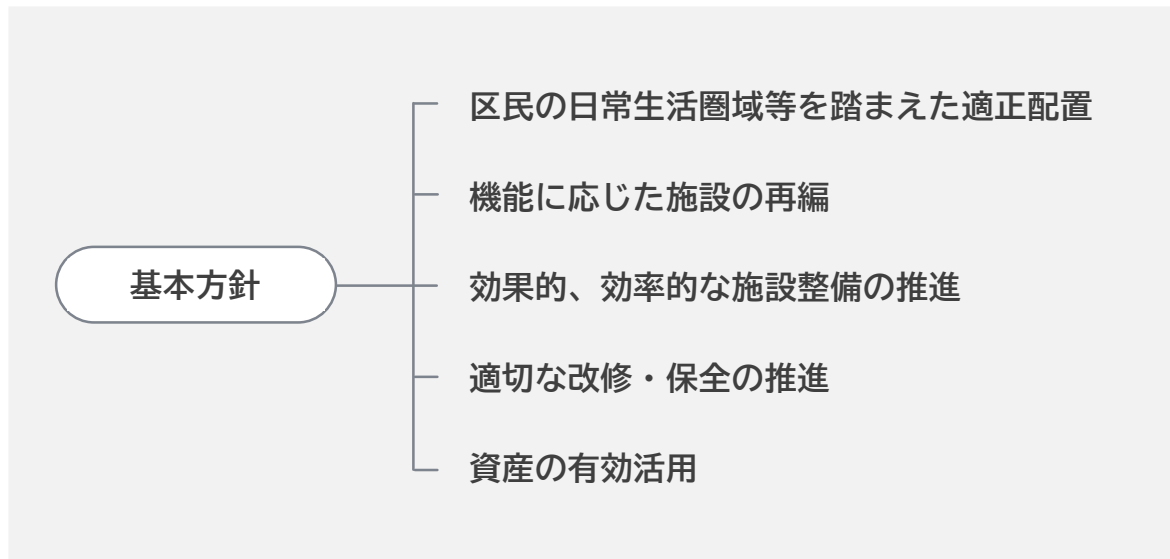 区民の日常生活圏域等を踏まえた適正配置
機能に応じた施設の再編
基本方針
効果的、効率的な施設整備の推進
適切な改修・保全の推進
資産の有効活用